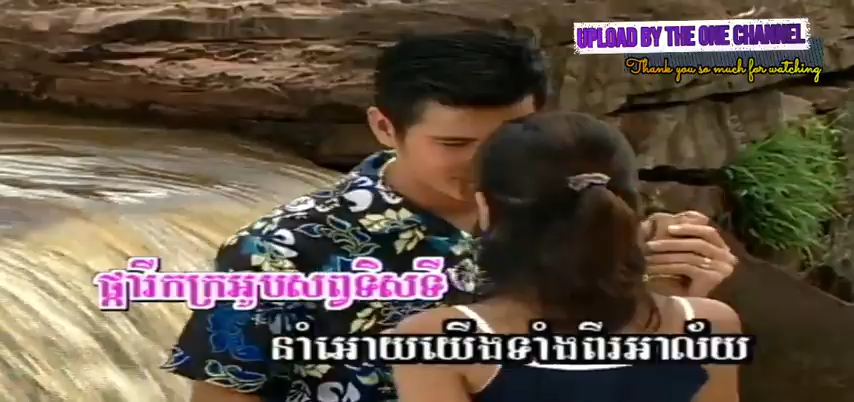 UPLOAD BY THE ONE CHANNEL
Thank you so much for watching
ផ្ការីកក្រអូបសព្វទិសទី
នាំអោយយើងទាំងពីរអាល័យ